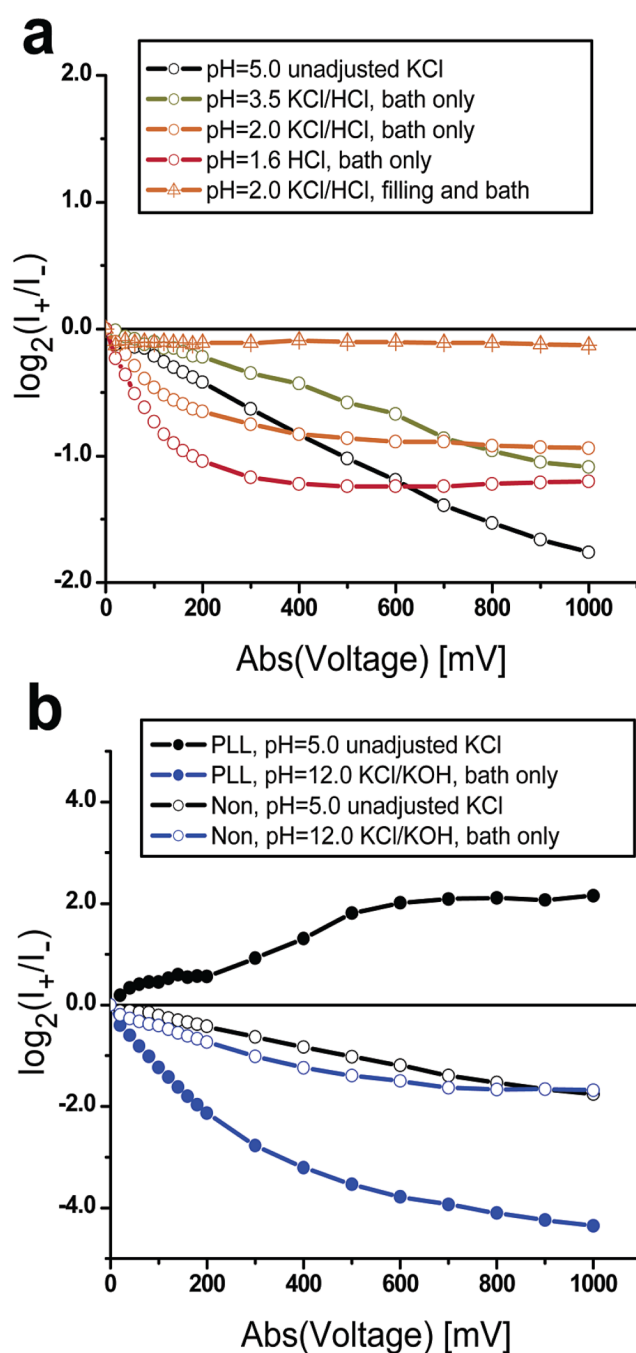 a
pH=5.0 unadjusted KCl
pH=3.5 KCl/HCl, bath only
pH=2.0 KCl/HCl, bath only
pH=1.6 HCl, bath only
pH=2.0 KCl/HCl, filling and bath
2.0
1.0
0.0
-1.0
-2.0
log₂(I₊/I₋)
0 200 400 600 800 1000
Abs(Voltage) [mV]
b
PLL, pH=5.0 unadjusted KCl
PLL, pH=12.0 KCl/KOH, bath only
Non, pH=5.0 unadjusted KCl
Non, pH=12.0 KCl/KOH, bath only
4.0
2.0
0.0
-2.0
-4.0
log₂(I₊/I₋)
0 200 400 600 800 1000
Abs(Voltage) [mV]